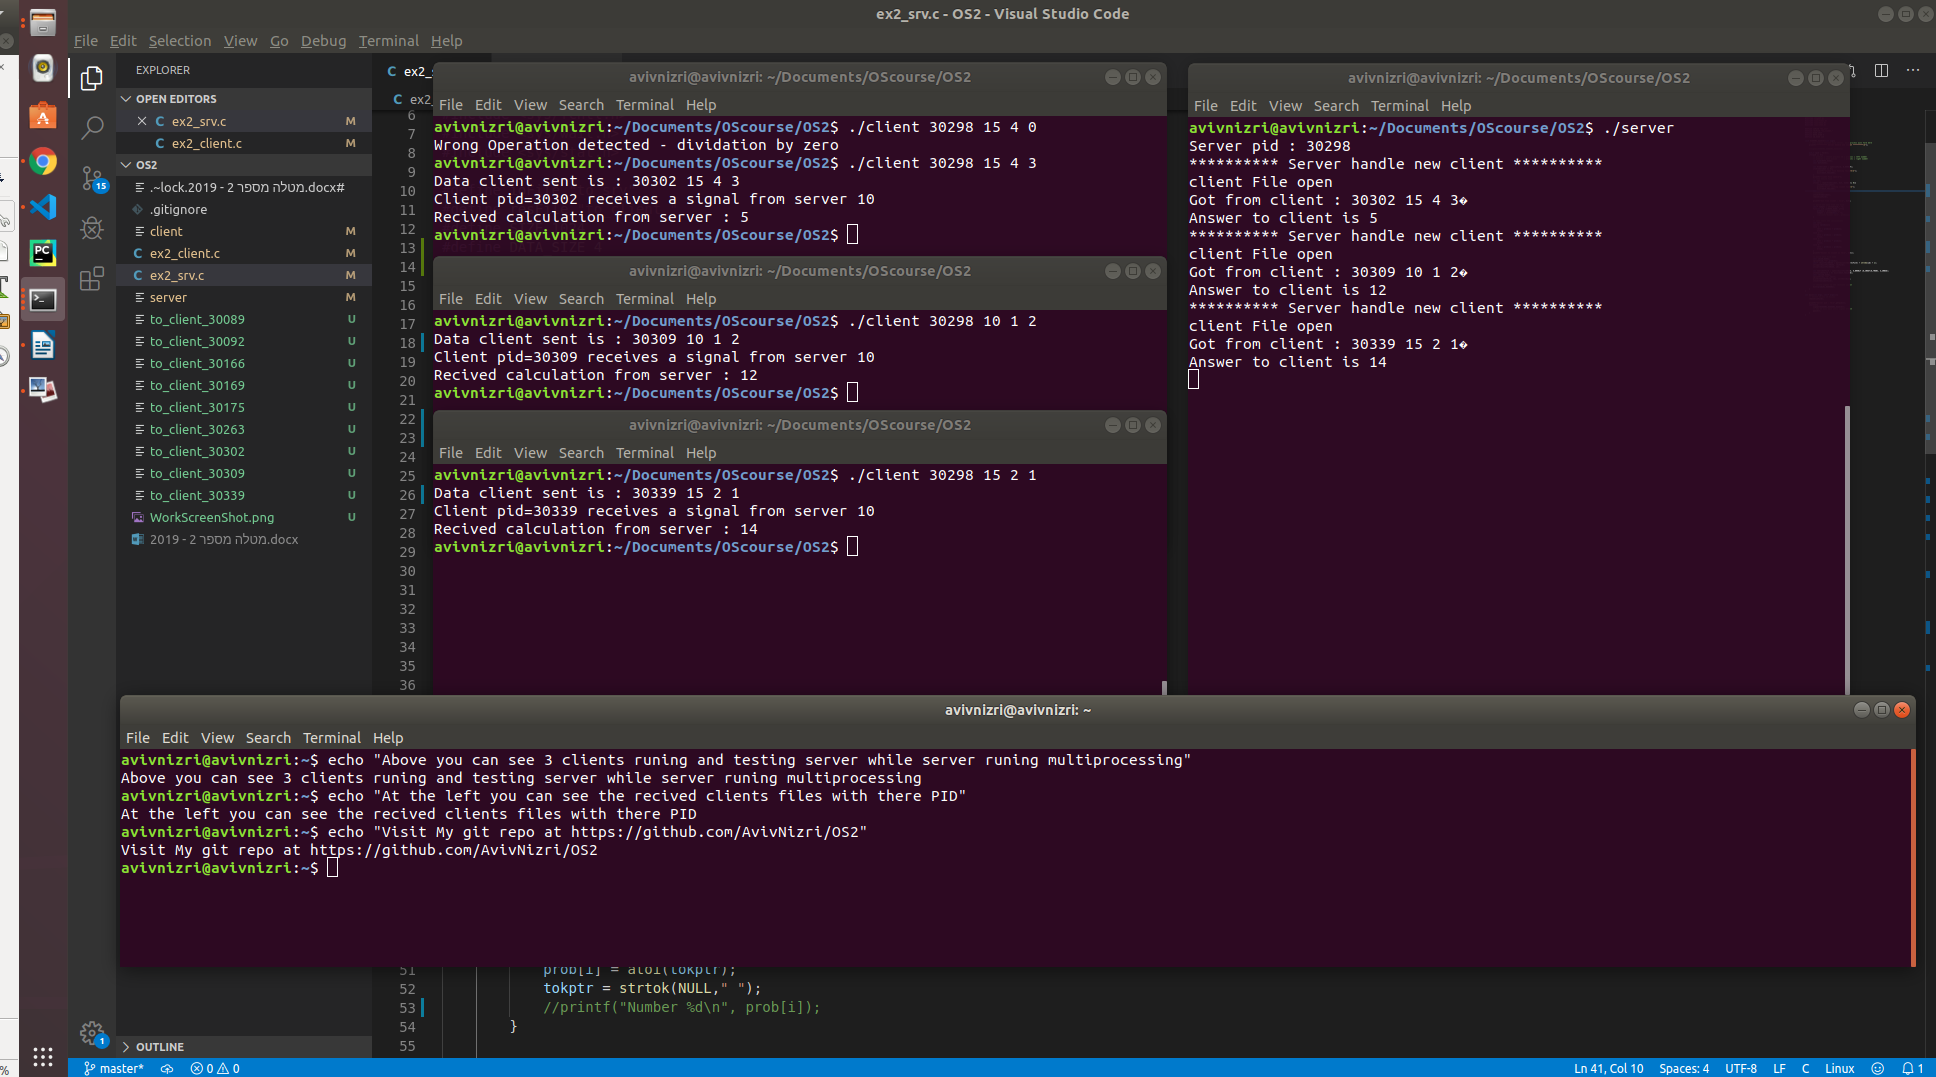 ex2_srv.c - OS2 - Visual Studio Code
File Edit Selection View Go Debug Terminal Help
EXPLORER
OPEN EDITORS
ex2_srv.c M
C ex2_client.c M
OS2
.~lock.2019 - 2 מטלה מספר.docx#
.gitignore
client M
C ex2_client.c M
C ex2_srv.c M
server M
to_client_30089 U
to_client_30092 U
to_client_30166 U
to_client_30169 U
to_client_30175 U
to_client_30263 U
to_client_30302 U
to_client_30309 U
to_client_30339 U
WorkScreenShot.png U
2019 - 2 מטלה מספר.docx
OUTLINE
15
1
PC
C ex2_s
C ex2_
6
7
8
9
10
11
12
13
14
15
16
17
18
19
20
21
22
23
24
25
26
27
28
29
30
31
32
33
34
35
36
avivnizri@avivnizri: ~/Documents/OScourse/OS2
File Edit View Search Terminal Help
avivnizri@avivnizri:~/Documents/OScourse/OS2$ ./client 30298 15 4 0
Wrong Operation detected - dividation by zero
avivnizri@avivnizri:~/Documents/OScourse/OS2$ ./client 30298 15 4 3
Data client sent is : 30302 15 4 3
Client pid=30302 receives a signal from server 10
Recived calculation from server : 5
avivnizri@avivnizri:~/Documents/OScourse/OS2$
avivnizri@avivnizri: ~/Documents/OScourse/OS2
File Edit View Search Terminal Help
avivnizri@avivnizri:~/Documents/OScourse/OS2$ ./client 30298 10 1 2
Data client sent is : 30309 10 1 2
Client pid=30309 receives a signal from server 10
Recived calculation from server : 12
avivnizri@avivnizri:~/Documents/OScourse/OS2$
avivnizri@avivnizri: ~/Documents/OScourse/OS2
File Edit View Search Terminal Help
avivnizri@avivnizri:~/Documents/OScourse/OS2$ ./client 30298 15 2 1
Data client sent is : 30339 15 2 1
Client pid=30339 receives a signal from server 10
Recived calculation from server : 14
avivnizri@avivnizri:~/Documents/OScourse/OS2$
avivnizri@avivnizri: ~/Documents/OScourse/OS2
File Edit View Search Terminal Help
avivnizri@avivnizri:~/Documents/OScourse/OS2$ ./server
Server pid : 30298
********** Server handle new client **********
client File open
Got from client : 30302 15 4 3�
Answer to client is 5
********** Server handle new client **********
client File open
Got from client : 30309 10 1 2�
Answer to client is 12
********** Server handle new client **********
client File open
Got from client : 30339 15 2 1�
Answer to client is 14
avivnizri@avivnizri: ~
File Edit View Search Terminal Help
avivnizri@avivnizri:~$ echo "Above you can see 3 clients runing and testing server while server runing multiprocessing"
Above you can see 3 clients runing and testing server while server runing multiprocessing
avivnizri@avivnizri:~$ echo "At the left you can see the recived clients files with there PID"
At the left you can see the recived clients files with there PID
avivnizri@avivnizri:~$ echo "Visit My git repo at https://github.com/AvivNizri/OS2"
Visit My git repo at https://github.com/AvivNizri/OS2
avivnizri@avivnizri:~$
51 prob[i] = atoi(tokptr);
52 tokptr = strtok(NULL," ");
53 //printf("Number %d\n", prob[i]);
54 }
55
master* 0 0 Ln 41, Col 10 Spaces: 4 UTF-8 LF C Linux 1